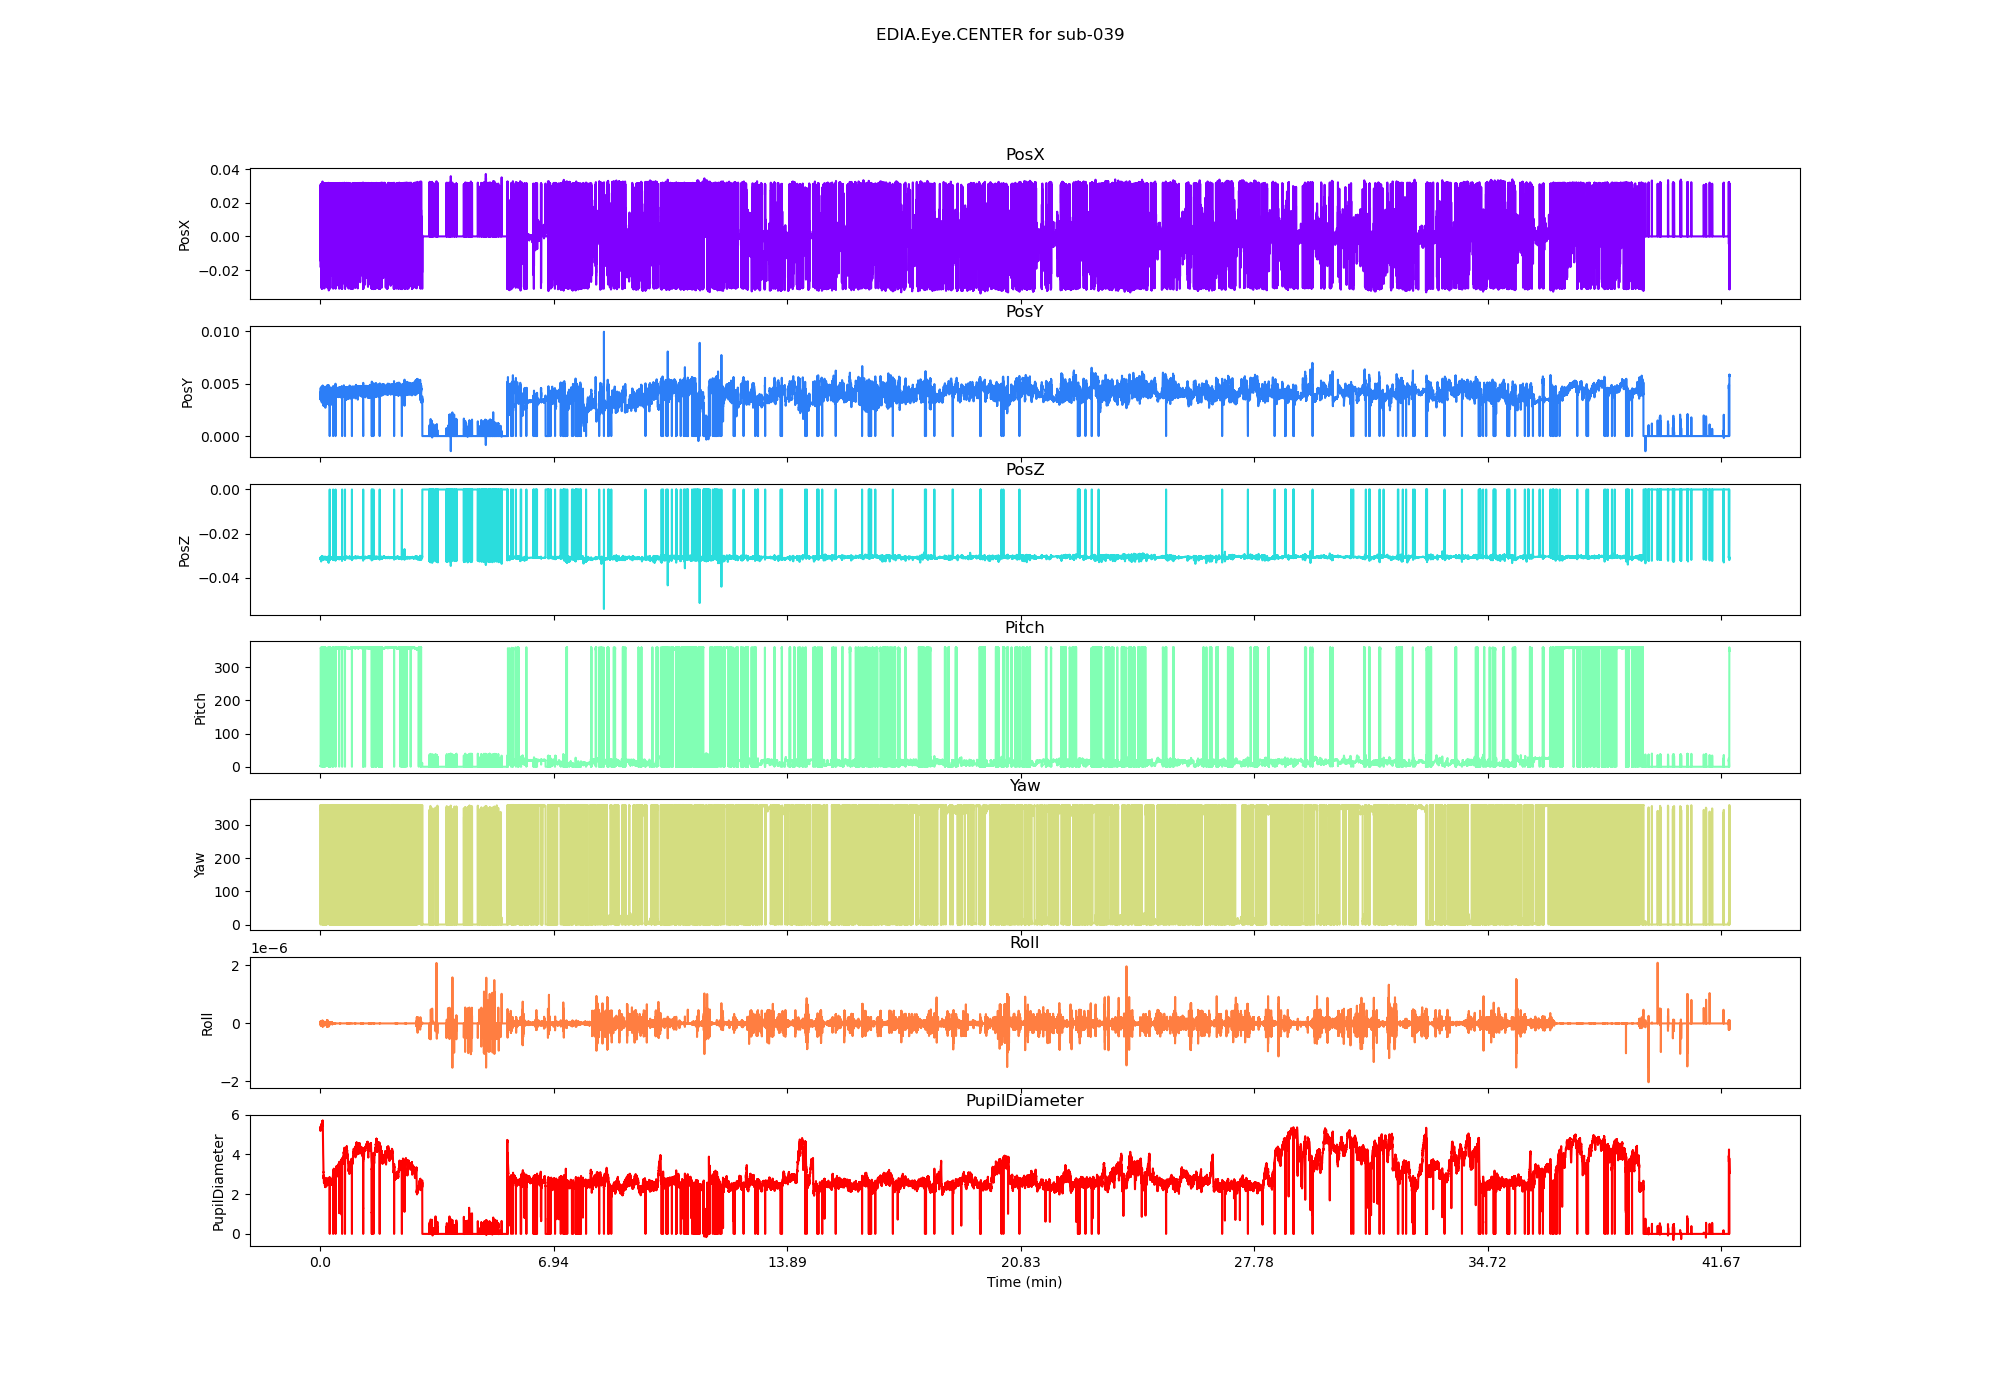 EDIA.Eye.CENTER for sub-039
PosX
0.04
0.02
0.00
−0.02
PosX
PosY
0.010
0.005
0.000
PosY
PosZ
0.00
−0.02
−0.04
PosZ
Pitch
300
200
100
0
Pitch
Yaw
300
200
100
0
Yaw
1e−6
Roll
2
0
−2
Roll
PupilDiameter
6
4
2
0
PupilDiameter
0.0 6.94 13.89 20.83 27.78 34.72 41.67
Time (min)